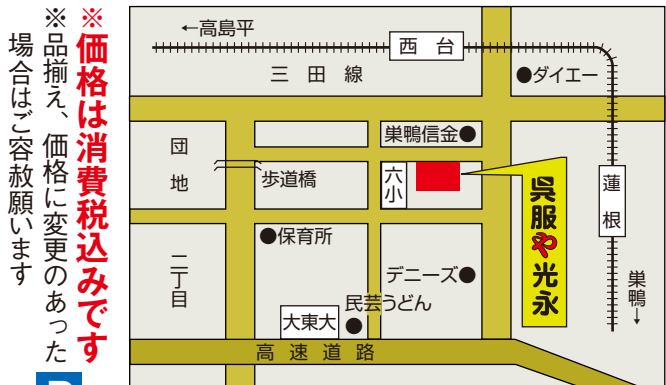 ※価格は消費税込みです
※品揃え、価格に変更のあった
場合はご容赦願います
P
←高島平
西台
三田線
●ダイエー
団地
巣鴨信金●
歩道橋
六小
蓮根
呉服や光永
●保育所
二丁目
デニーズ●
巣鴨→
民芸うどん
●
大東大
高速道路